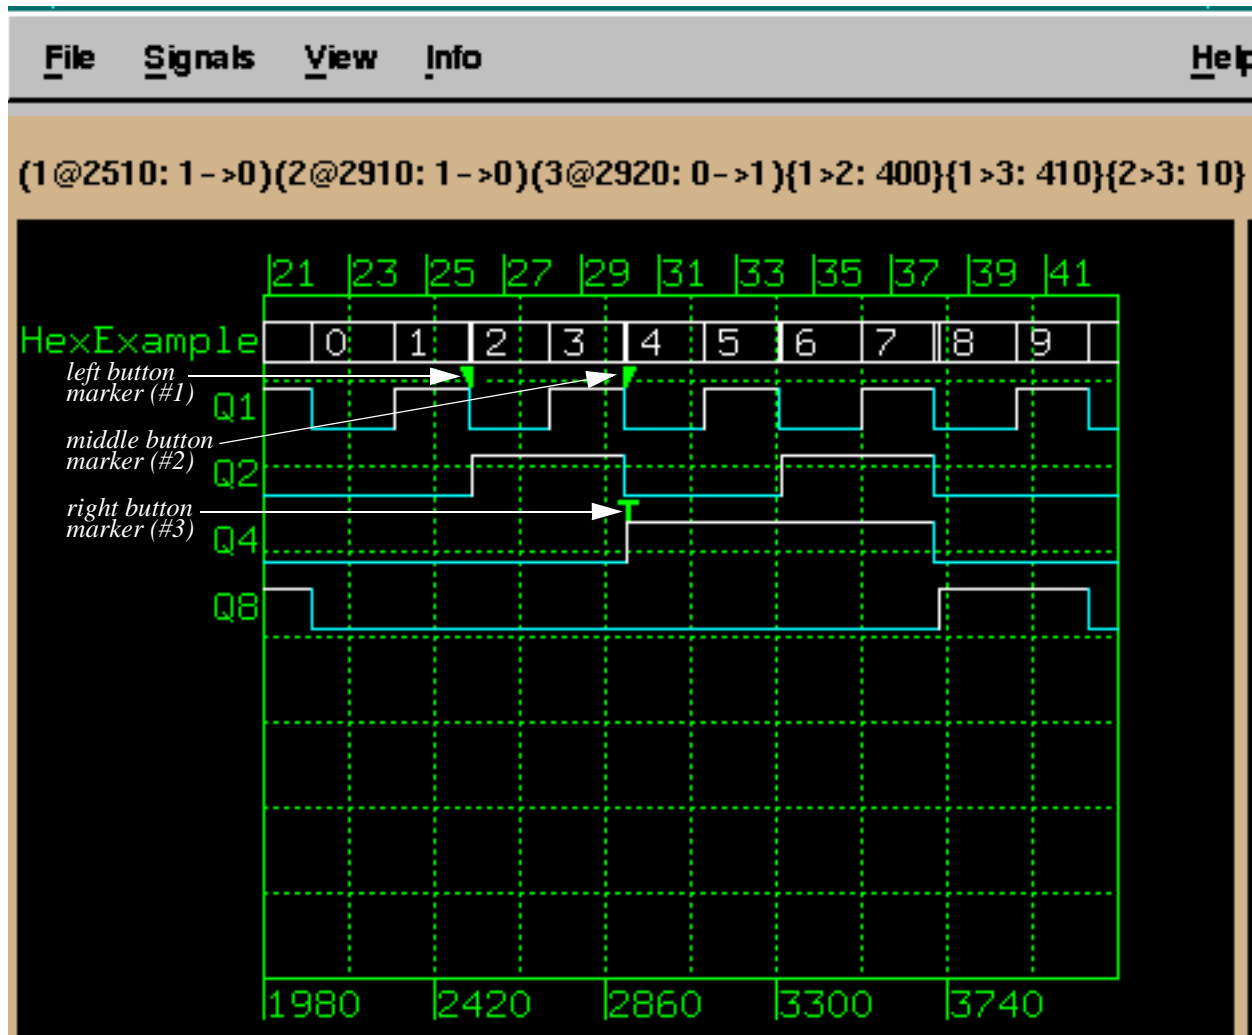 File Signals View Info Help
(1@2510: 1->0)(2@2910: 1->0)(3@2920: 0->1){1>2: 400}{1>3: 410}{2>3: 10}
21 23 25 27 29 31 33 35 37 39 41
HexExample 0 1 2 3 4 5 6 7 8 9
left button
marker (#1)
Q1
middle button
marker (#2)
Q2
right button
marker (#3)
Q4
Q8
1980 2420 2860 3300 3740